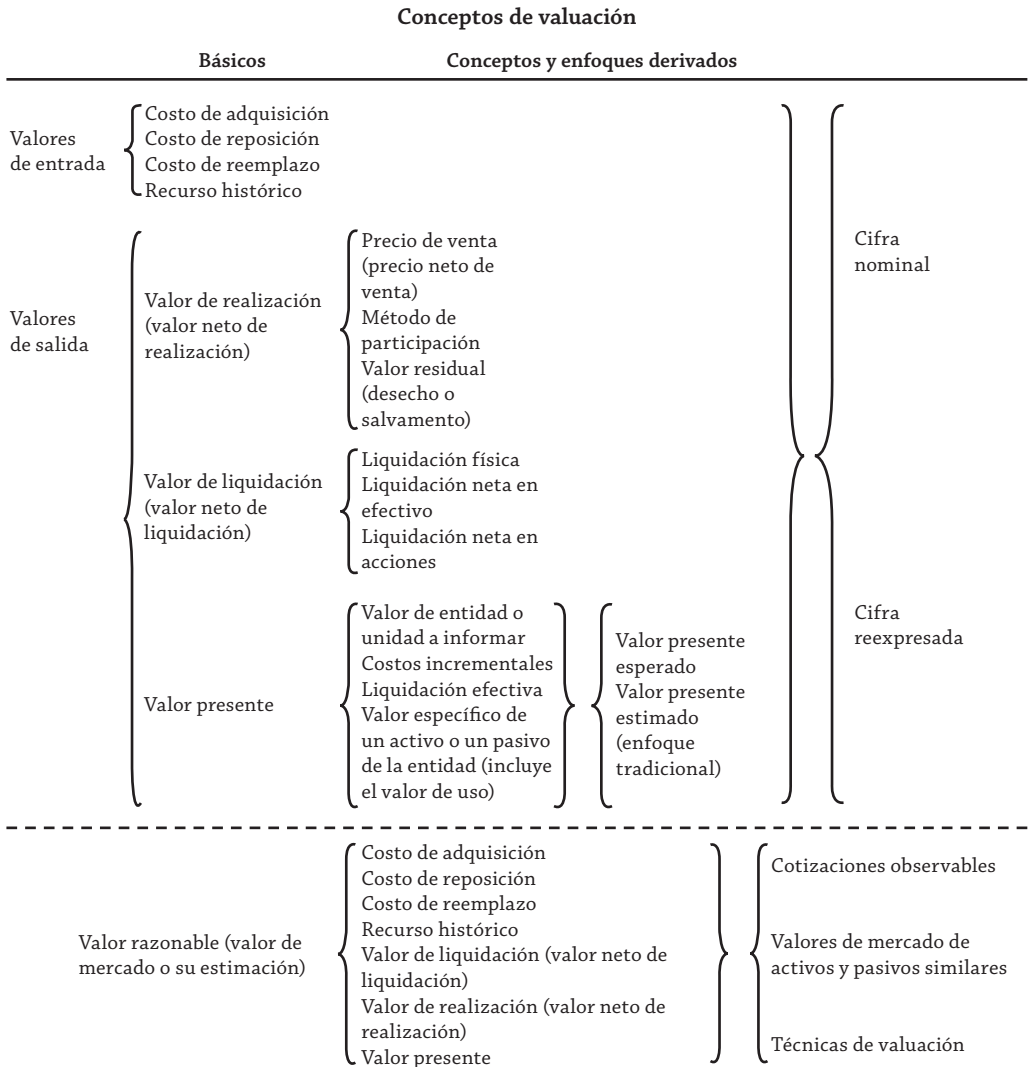 Conceptos de valuación
Básicos
Conceptos y enfoques derivados
Valores
de entrada
Costo de adquisición
Costo de reposición
Costo de reemplazo
Recurso histórico
Valores
de salida
Valor de realización
(valor neto de
realización)
Precio de venta
(precio neto de
venta)
Método de
participación
Valor residual
(desecho o
salvamento)
Valor de liquidación
(valor neto de
liquidación)
Liquidación física
Liquidación neta en
efectivo
Liquidación neta en
acciones
Valor presente
Valor de entidad o
unidad a informar
Costos incrementales
Liquidación efectiva
Valor específico de
un activo o un pasivo
de la entidad (incluye
el valor de uso)
Valor presente
esperado
Valor presente
estimado
(enfoque
tradicional)
Cifra
nominal
Cifra
reexpresada
Valor razonable (valor de
mercado o su estimación)
Costo de adquisición
Costo de reposición
Costo de reemplazo
Recurso histórico
Valor de liquidación (valor neto de
liquidación)
Valor de realización (valor neto de
realización)
Valor presente
Cotizaciones observables
Valores de mercado de
activos y pasivos similares
Técnicas de valuación